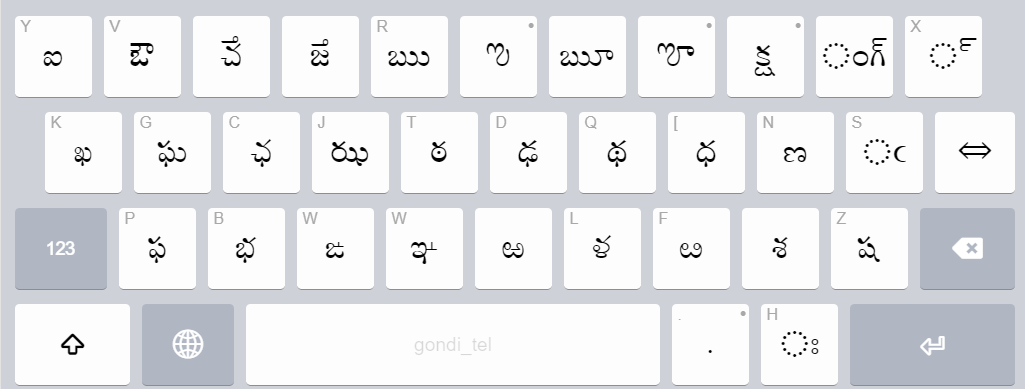 Y ఐ V ఔ చే జే R ఋ ఌ ౠ ౡ క్ష ంగ్ X ్
K ఖ G ఘ C ఛ J ఝ T ఠ D ఢ Q థ [ ధ N ణ S ఁ ⇔
123 P ఫ B భ W ఙ W ఞ ఱ L ళ F ఴ శ Z ష
gondi_tel . . H ః